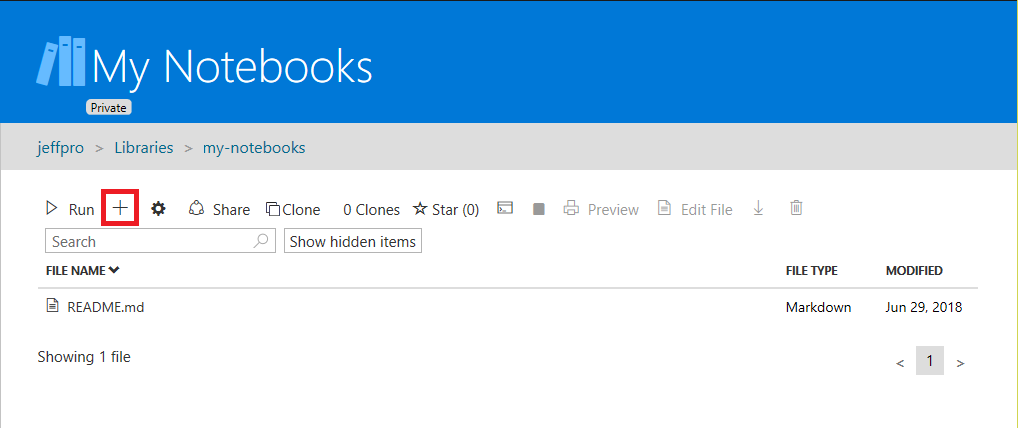 My Notebooks
Private
jeffpro > Libraries > my-notebooks
Run Share Clone 0 Clones Star (0) Preview Edit File
Search Show hidden items
FILE NAME FILE TYPE MODIFIED
README.md Markdown Jun 29, 2018
Showing 1 file < 1 >